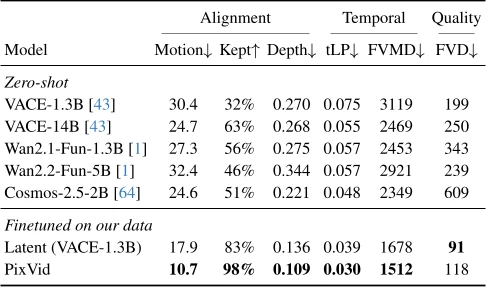 Alignment Temporal Quality
Model Motion↓ Kept↑ Depth↓ tLP↓ FVMD↓ FVD↓
Zero-shot
VACE-1.3B [43] 30.4 32% 0.270 0.075 3119 199
VACE-14B [43] 24.7 63% 0.268 0.055 2469 250
Wan2.1-Fun-1.3B [1] 27.3 56% 0.275 0.057 2453 343
Wan2.2-Fun-5B [1] 32.4 46% 0.344 0.057 2921 239
Cosmos-2.5-2B [64] 24.6 51% 0.221 0.048 2349 609
Finetuned on our data
Latent (VACE-1.3B) 17.9 83% 0.136 0.039 1678 91
PixVid 10.7 98% 0.109 0.030 1512 118